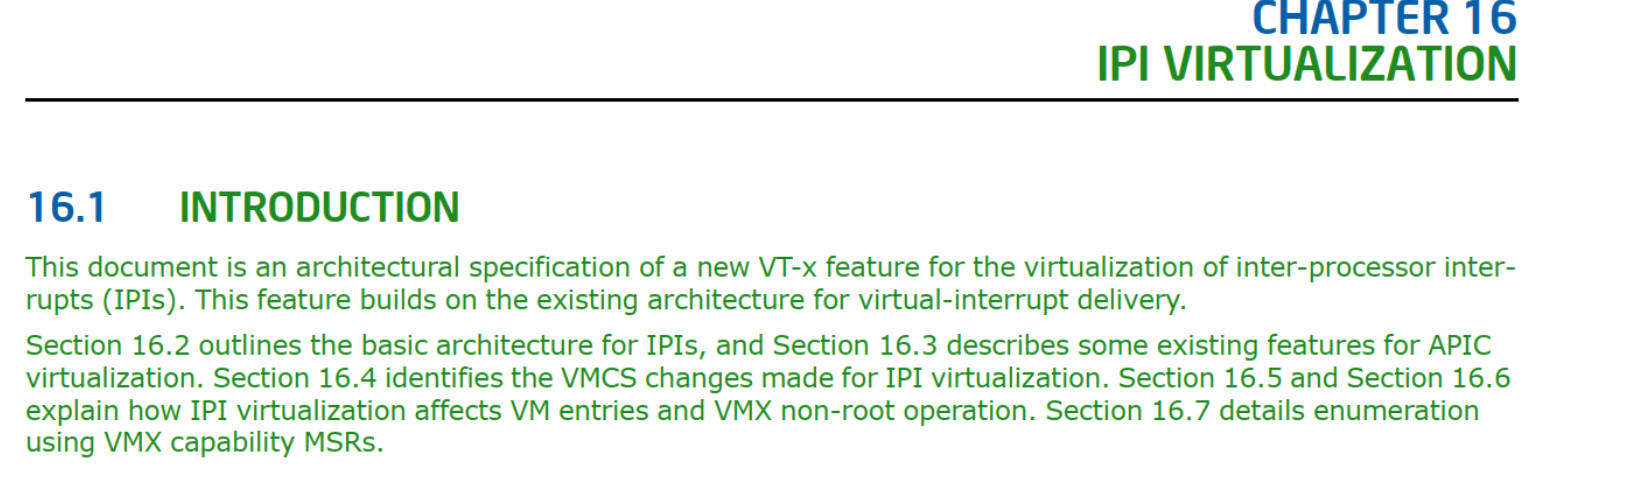 CHAPTER 16
IPI VIRTUALIZATION
16.1 INTRODUCTION
This document is an architectural specification of a new VT-x feature for the virtualization of inter-processor inter-
rupts (IPIs). This feature builds on the existing architecture for virtual-interrupt delivery.
Section 16.2 outlines the basic architecture for IPIs, and Section 16.3 describes some existing features for APIC
virtualization. Section 16.4 identifies the VMCS changes made for IPI virtualization. Section 16.5 and Section 16.6
explain how IPI virtualization affects VM entries and VMX non-root operation. Section 16.7 details enumeration
using VMX capability MSRs.